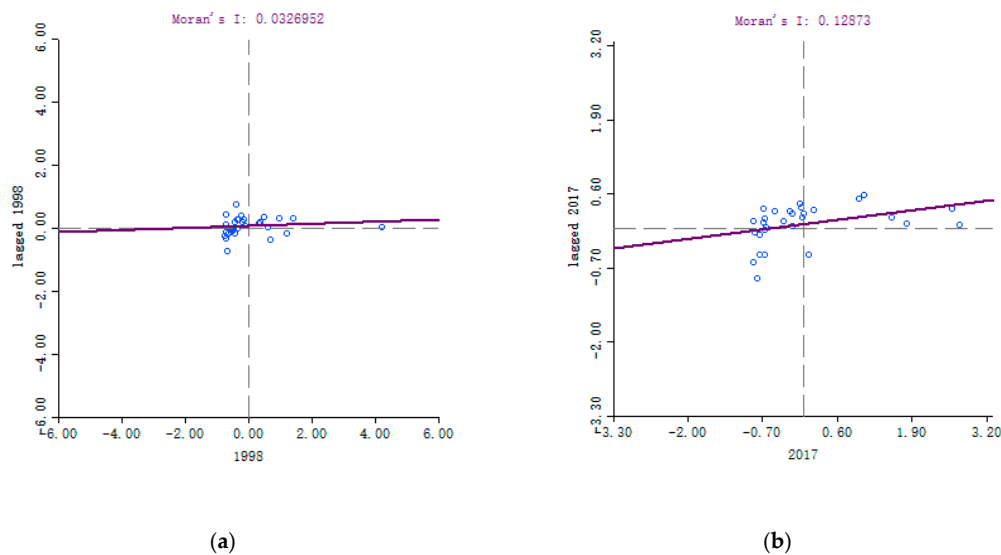 Moran's I: 0.0326952
6.00
4.00
2.00
0.00
-2.00
-4.00
-6.00
lagged 1998
-6.00 -4.00 -2.00 0.00 2.00 4.00 6.00
1998
(a)
Moran's I: 0.12873
3.20
1.90
0.60
-0.70
-2.00
-3.30
lagged 2017
-3.30 -2.00 -0.70 0.60 1.90 3.20
2017
(b)